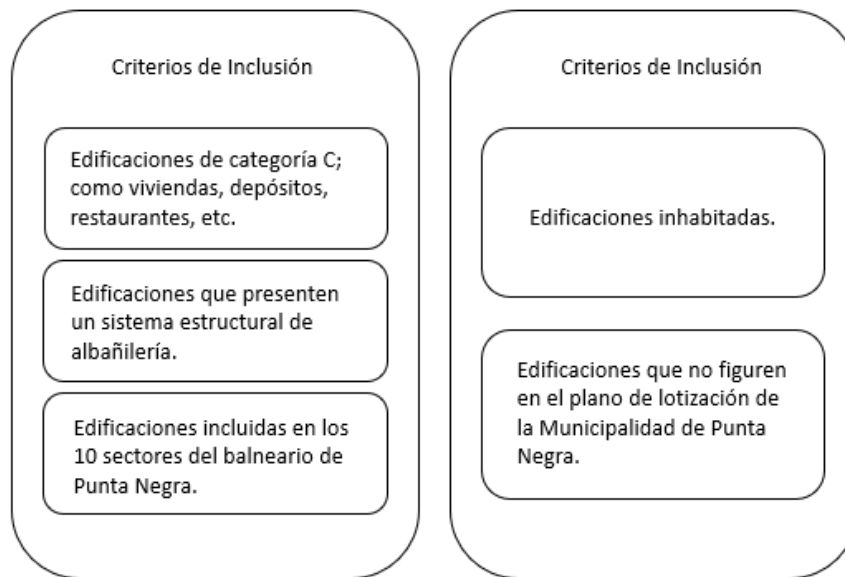 Criterios de Inclusión
Edificaciones de categoría C;
como viviendas, depósitos,
restaurantes, etc.
Edificaciones que presenten
un sistema estructural de
albañilería.
Edificaciones incluidas en los
10 sectores del balneario de
Punta Negra.
Criterios de Inclusión
Edificaciones inhabitadas.
Edificaciones que no figuren
en el plano de lotización de
la Municipalidad de Punta
Negra.